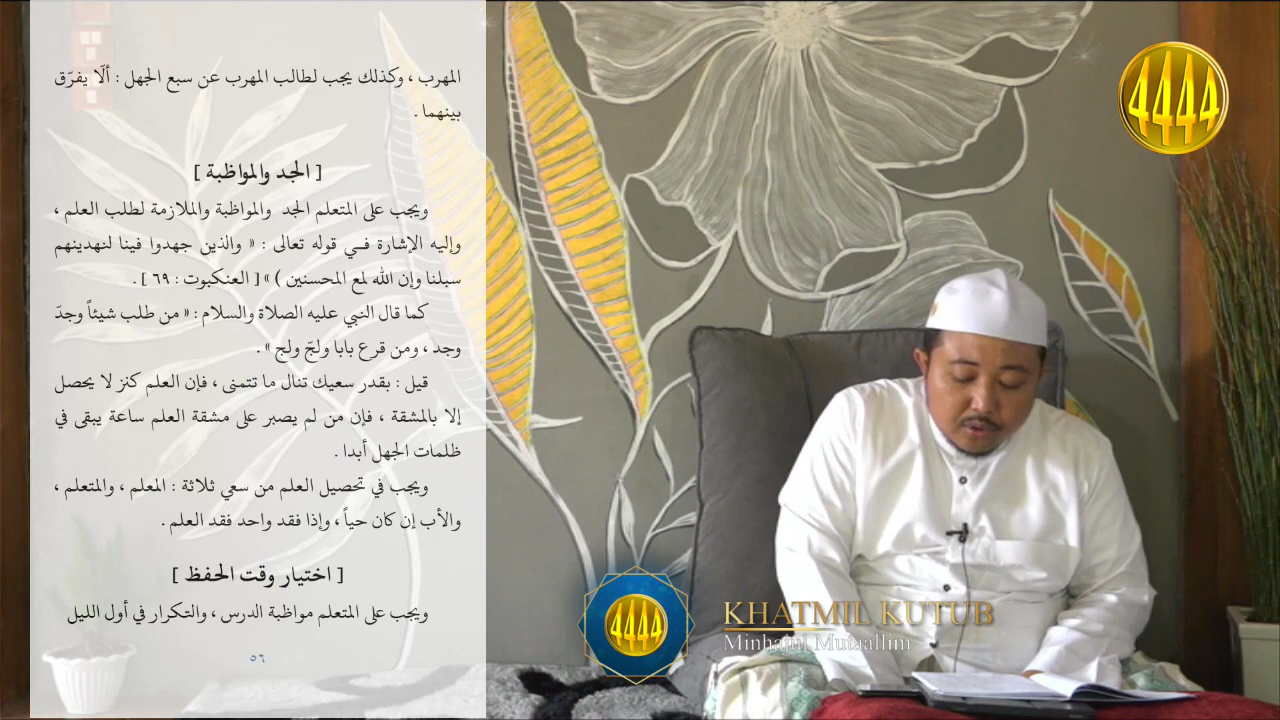 المهرب ، وكذلك يجب لطالب المهرب عن سبع الجهل : ألّا يفرّق
بينهما .
[ الجد والمواظبة ]
ويجب على المتعلم الجد والمواظبة والملازمة لطلب العلم ،
وإليه الإشارة في قوله تعالى : « والذين جهدوا فينا لنهدينهم
سبلنا وإن الله لمع المحسنين ) » [ العنكبوت : ٦٩ ] .
كما قال النبي عليه الصلاة والسلام : « من طلب شيئاً وجدّ
وجد ، ومن قرع بابا ولجّ ولج » .
قيل : بقدر سعيك تنال ما تتمنى ، فإن العلم كنز لا يحصل
إلا بالمشقة ، فإن من لم يصبر على مشقة العلم ساعة يبقى في
ظلمات الجهل أبدا .
ويجب في تحصيل العلم من سعي ثلاثة : المعلم ، والمتعلم ،
والأب إن كان حياً ، وإذا فقد واحد فقد العلم .
[ اختيار وقت الحفظ ]
ويجب على المتعلم مواظبة الدرس ، والتكرار في أول الليل
٥٦
4444
4444
KHATMIL KUTUB
Minhajul Mutaallim